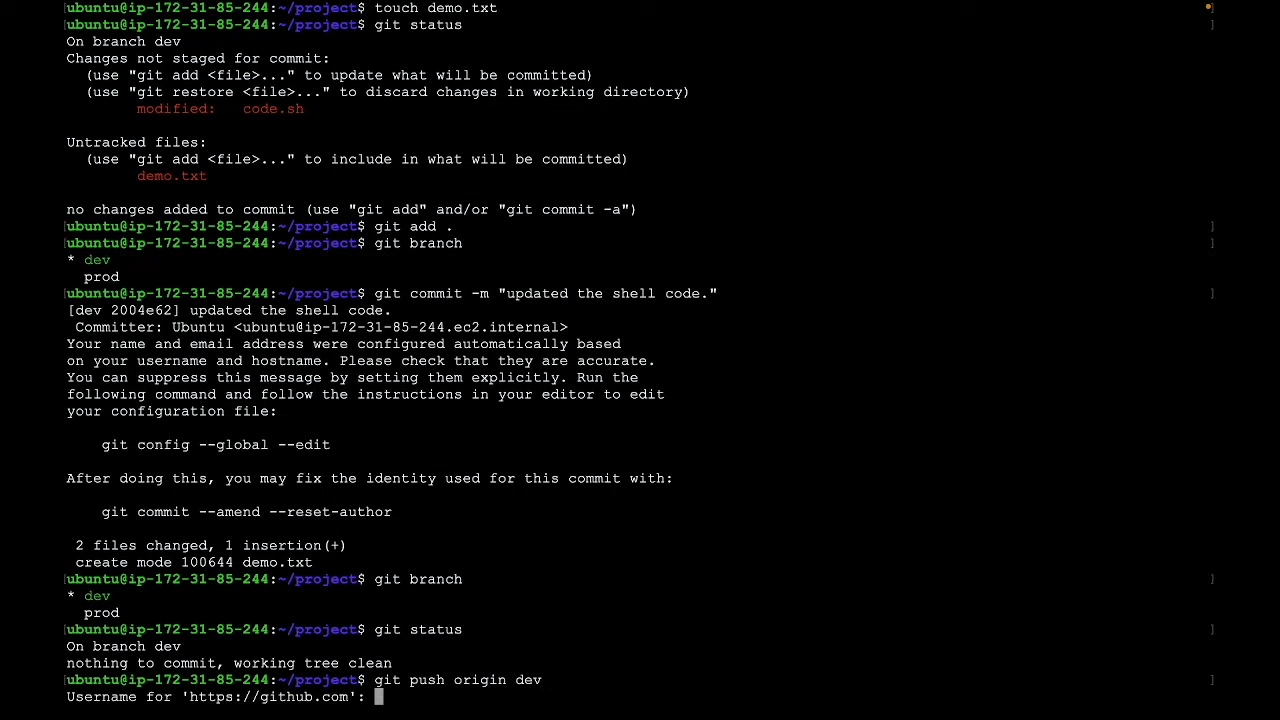 [ubuntu@ip-172-31-85-244:~/project$ touch demo.txt ]
[ubuntu@ip-172-31-85-244:~/project$ git status ]
On branch dev
Changes not staged for commit:
  (use "git add <file>..." to update what will be committed)
  (use "git restore <file>..." to discard changes in working directory)
        modified:   code.sh
Untracked files:
  (use "git add <file>..." to include in what will be committed)
        demo.txt
no changes added to commit (use "git add" and/or "git commit -a")
[ubuntu@ip-172-31-85-244:~/project$ git add . ]
[ubuntu@ip-172-31-85-244:~/project$ git branch ]
* dev
  prod
[ubuntu@ip-172-31-85-244:~/project$ git commit -m "updated the shell code." ]
[dev 2004e62] updated the shell code.
 Committer: Ubuntu <ubuntu@ip-172-31-85-244.ec2.internal>
Your name and email address were configured automatically based
on your username and hostname. Please check that they are accurate.
You can suppress this message by setting them explicitly. Run the
following command and follow the instructions in your editor to edit
your configuration file:
    git config --global --edit
After doing this, you may fix the identity used for this commit with:
    git commit --amend --reset-author
 2 files changed, 1 insertion(+)
 create mode 100644 demo.txt
[ubuntu@ip-172-31-85-244:~/project$ git branch ]
* dev
  prod
[ubuntu@ip-172-31-85-244:~/project$ git status ]
On branch dev
nothing to commit, working tree clean
[ubuntu@ip-172-31-85-244:~/project$ git push origin dev ]
Username for 'https://github.com':